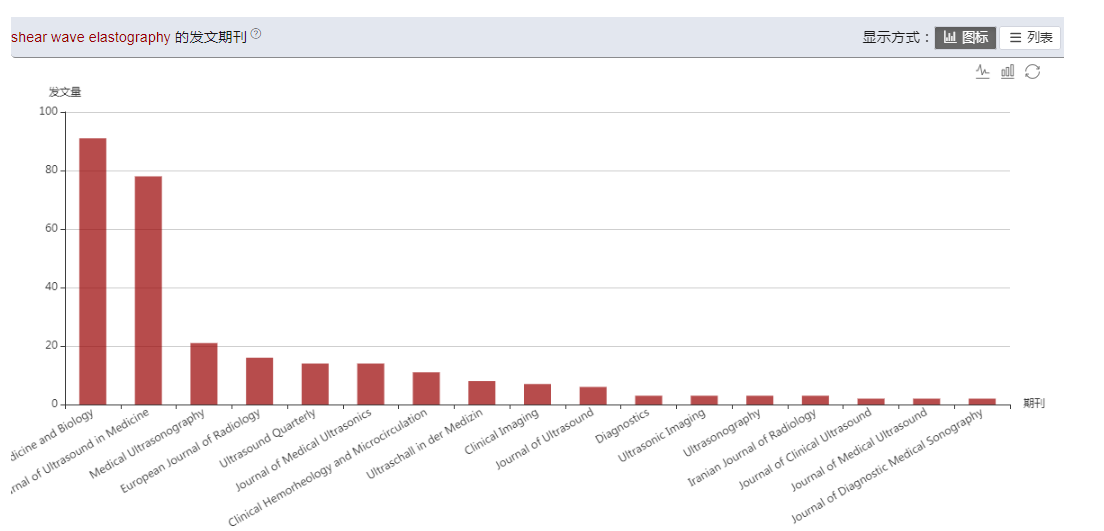 shear wave elastography 的发文期刊 ?
显示方式： 图标 列表
发文量
100
80
60
40
20
0
期刊
dicine and Biology
rnal of Ultrasound in Medicine
Medical Ultrasonography
European Journal of Radiology
Ultrasound Quarterly
Journal of Medical Ultrasonics
Clinical Hemorheology and Microcirculation
Ultraschall in der Medizin
Clinical Imaging
Journal of Ultrasound
Diagnostics
Ultrasonic Imaging
Ultrasonography
Iranian Journal of Radiology
Journal of Clinical Ultrasound
Journal of Medical Ultrasound
Journal of Diagnostic Medical Sonography